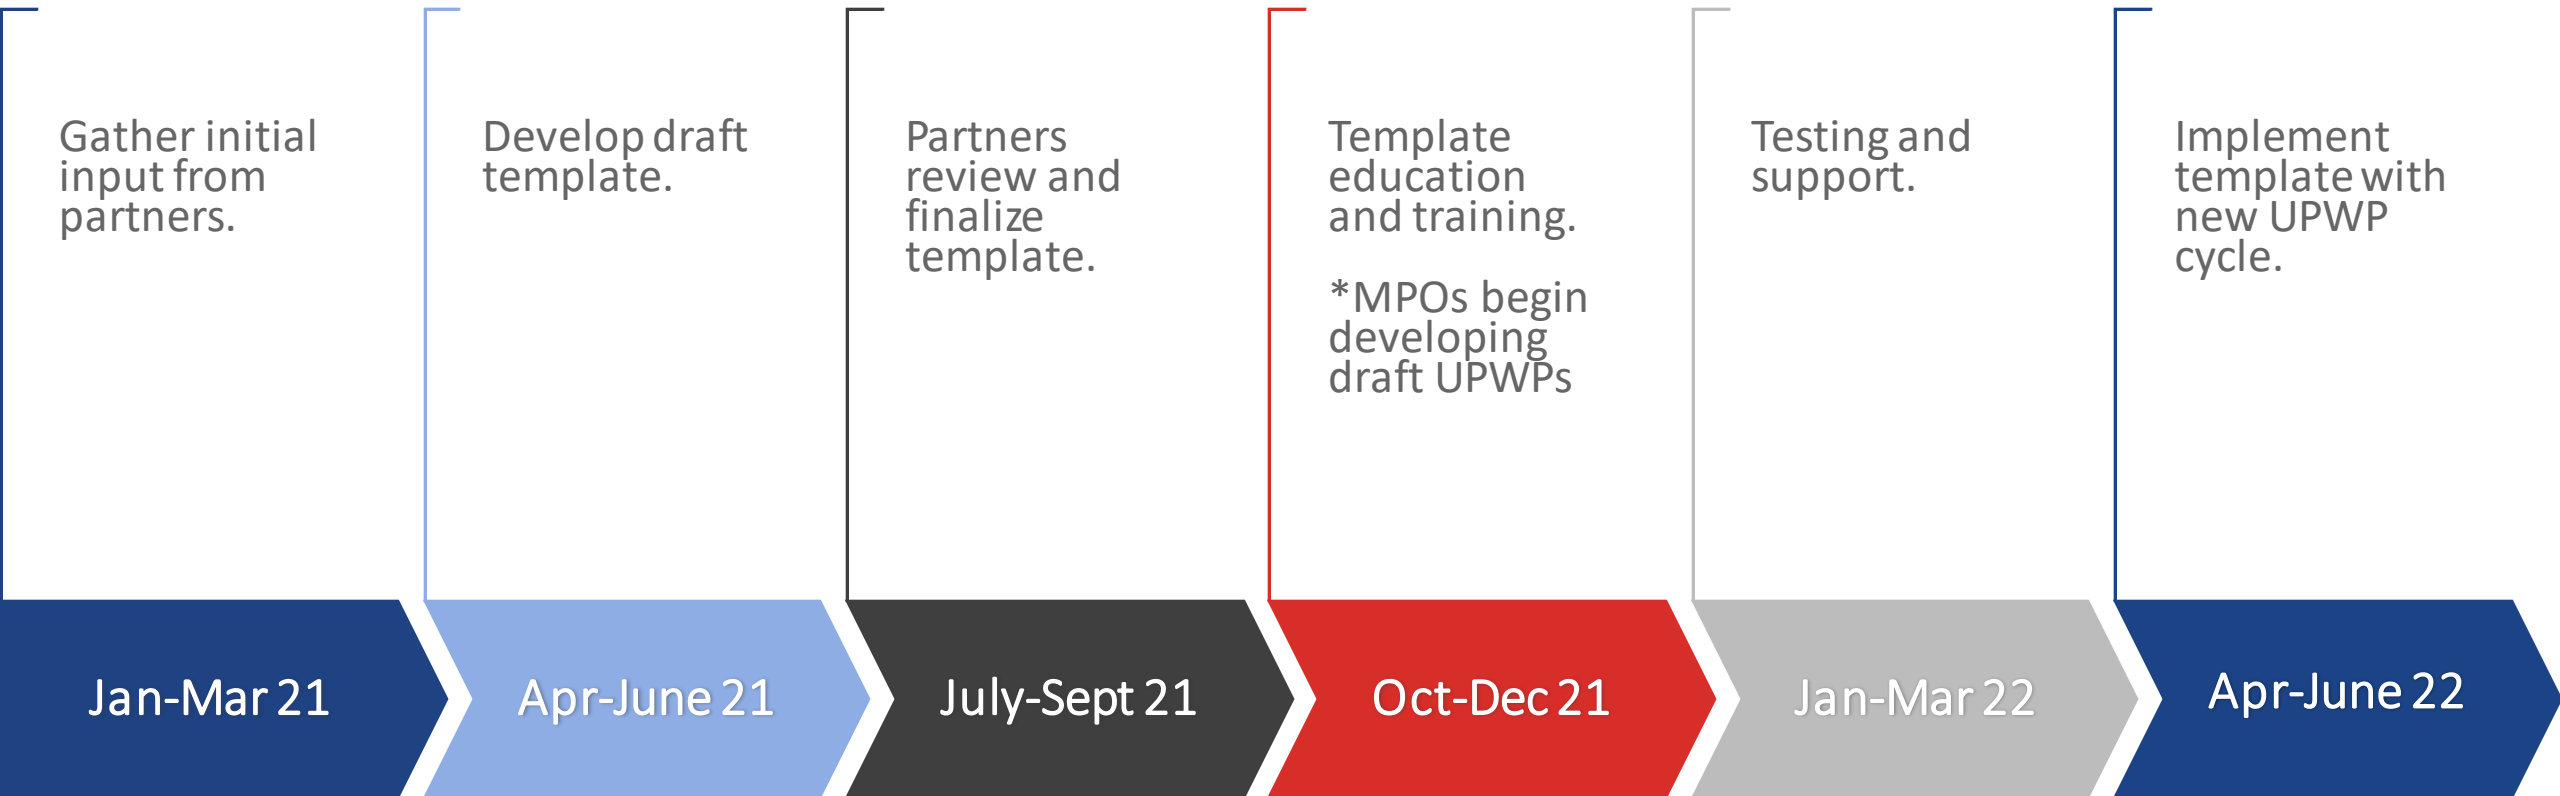 Gather initial
input from
partners.
Develop draft
template.
Partners
review and
finalize
template.
Template
education
and training.
*MPOs begin
developing
draft UPWPs
Testing and
support.
Implement
template with
new UPWP
cycle.
Jan-Mar 21
Apr-June 21
July-Sept 21
Oct-Dec 21
Jan-Mar 22
Apr-June 22